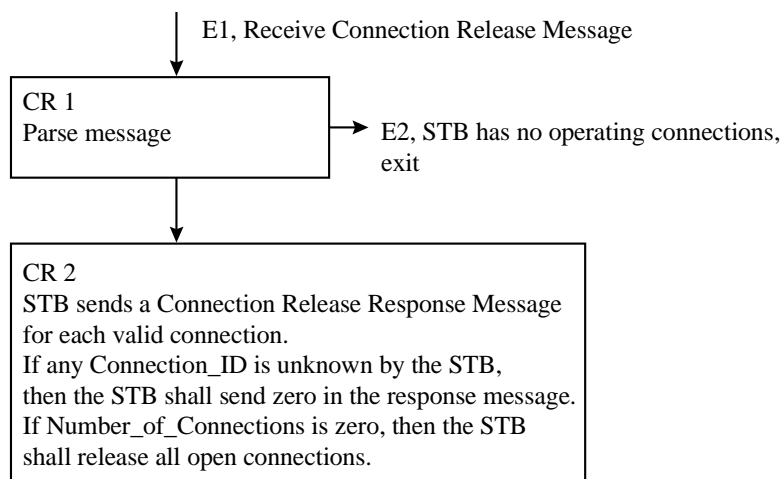 E1, Receive Connection Release Message
CR 1
Parse message
E2, STB has no operating connections,
exit
CR 2
STB sends a Connection Release Response Message
for each valid connection.
If any Connection_ID is unknown by the STB,
then the STB shall send zero in the response message.
If Number_of_Connections is zero, then the STB
shall release all open connections.